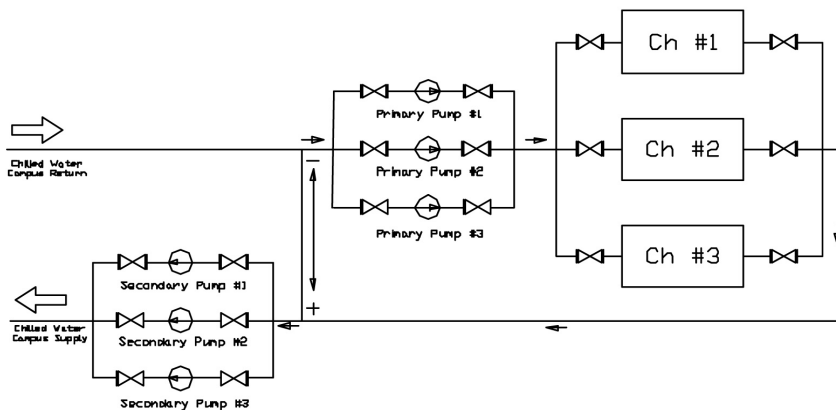 Ch #1
Primary Pump #1
Ch #2
Chilled Water
Campus Return
−
Primary Pump #2
Primary Pump #3
Ch #3
Secondary Pump #1
+
Chilled Water
Campus Supply
Secondary Pump #2
Secondary Pump #3